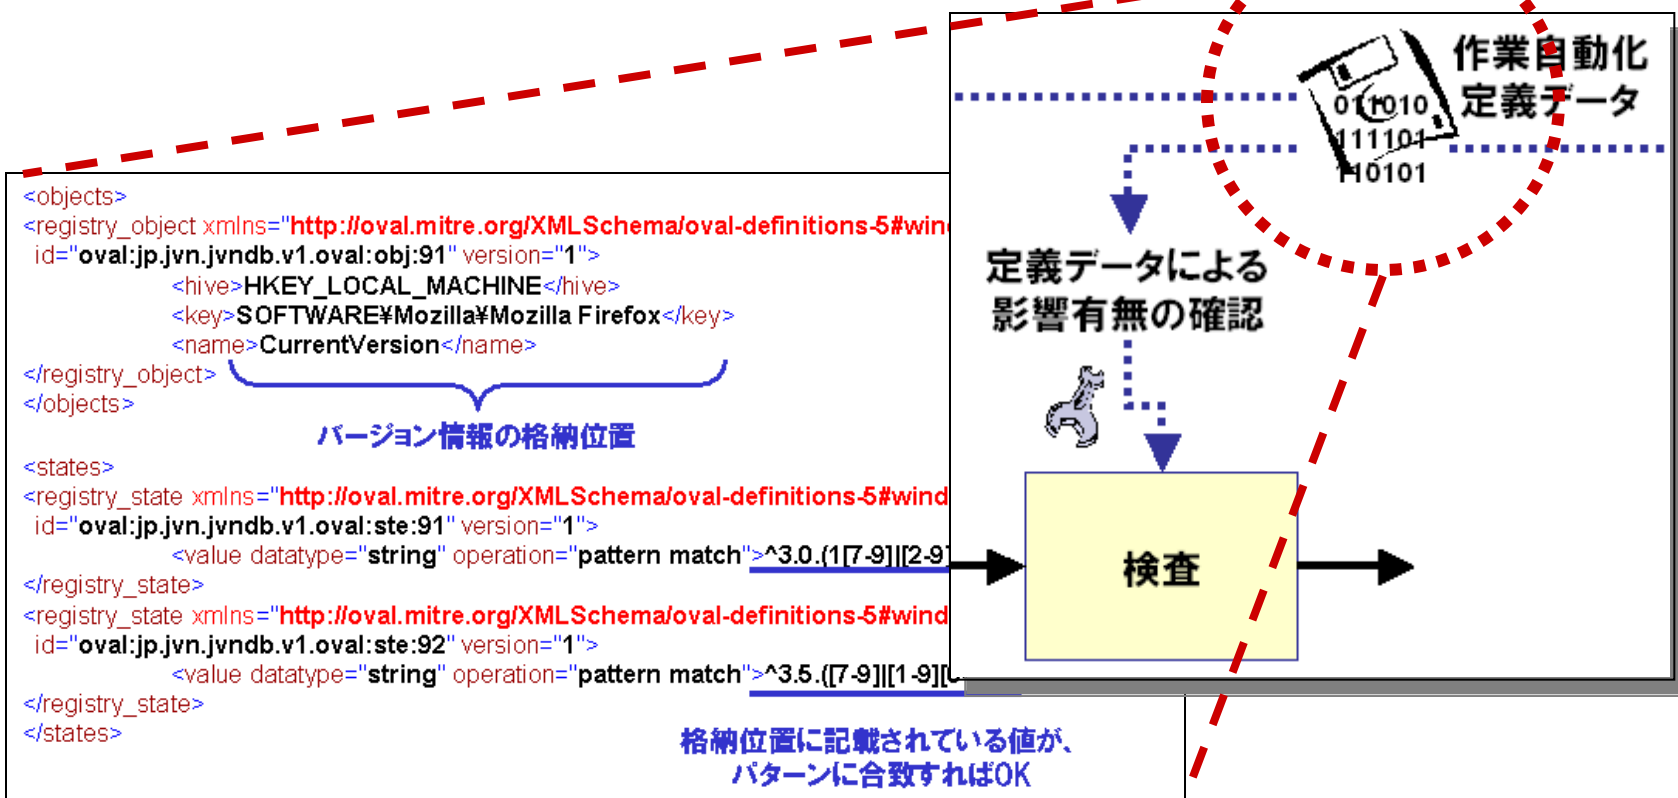 <objects>
<registry_object xmlns="http://oval.mitre.org/XMLSchema/oval-definitions-5#win
id="oval:jp.jvn.jvndb.v1.oval:obj:91" version="1">
<hive>HKEY_LOCAL_MACHINE</hive>
<key>SOFTWARE¥Mozilla¥Mozilla Firefox</key>
<name>CurrentVersion</name>
</registry_object>
</objects>
バージョン情報の格納位置
<states>
<registry_state xmlns="http://oval.mitre.org/XMLSchema/oval-definitions-5#wind
id="oval:jp.jvn.jvndb.v1.oval:ste:91" version="1">
<value datatype="string" operation="pattern match">^3.0.(1[7-9]|[2-9]
</registry_state>
<registry_state xmlns="http://oval.mitre.org/XMLSchema/oval-definitions-5#wind
id="oval:jp.jvn.jvndb.v1.oval:ste:92" version="1">
<value datatype="string" operation="pattern match">^3.5.([7-9]|[1-9][
</registry_state>
</states>
格納位置に記載されている値が、
パターンに合致すればOK
作業自動化
定義データ
011010
111101
110101
定義データによる
影響有無の確認
検査